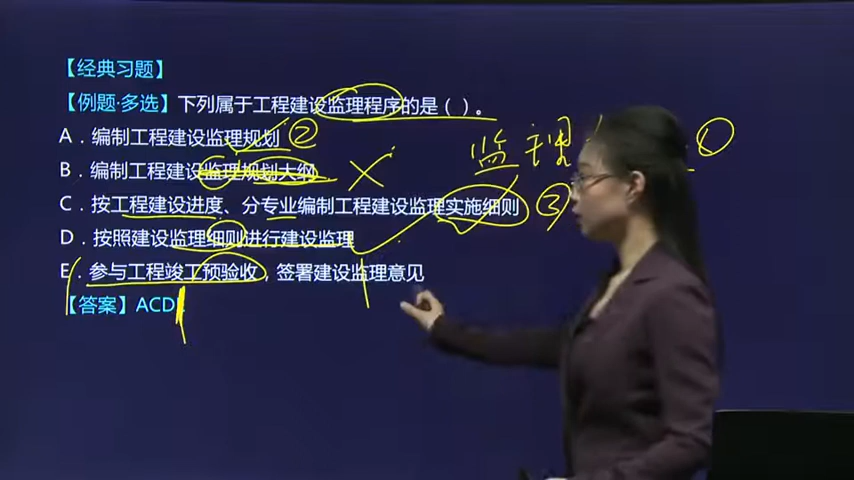 【经典习题】
【例题·多选】下列属于工程建设监理程序的是（ ）。
A．编制工程建设监理规划 ②
B．编制工程建设监理规划大纲
监理 ①
C．按工程建设进度、分专业编制工程建设监理实施细则 ③
D．按照建设监理细则进行建设监理
E．参与工程竣工预验收，签署建设监理意见
【答案】ACD